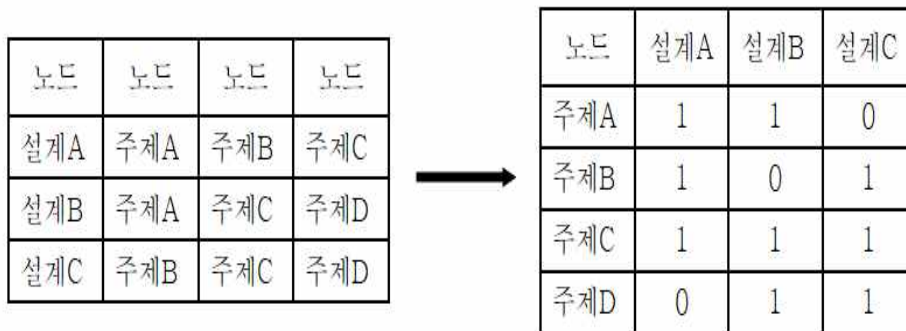 노드 노드 노드 노드
설계A 주제A 주제B 주제C
설계B 주제A 주제C 주제D
설계C 주제B 주제C 주제D
노드 설계A 설계B 설계C
주제A 1 1 0
주제B 1 0 1
주제C 1 1 1
주제D 0 1 1